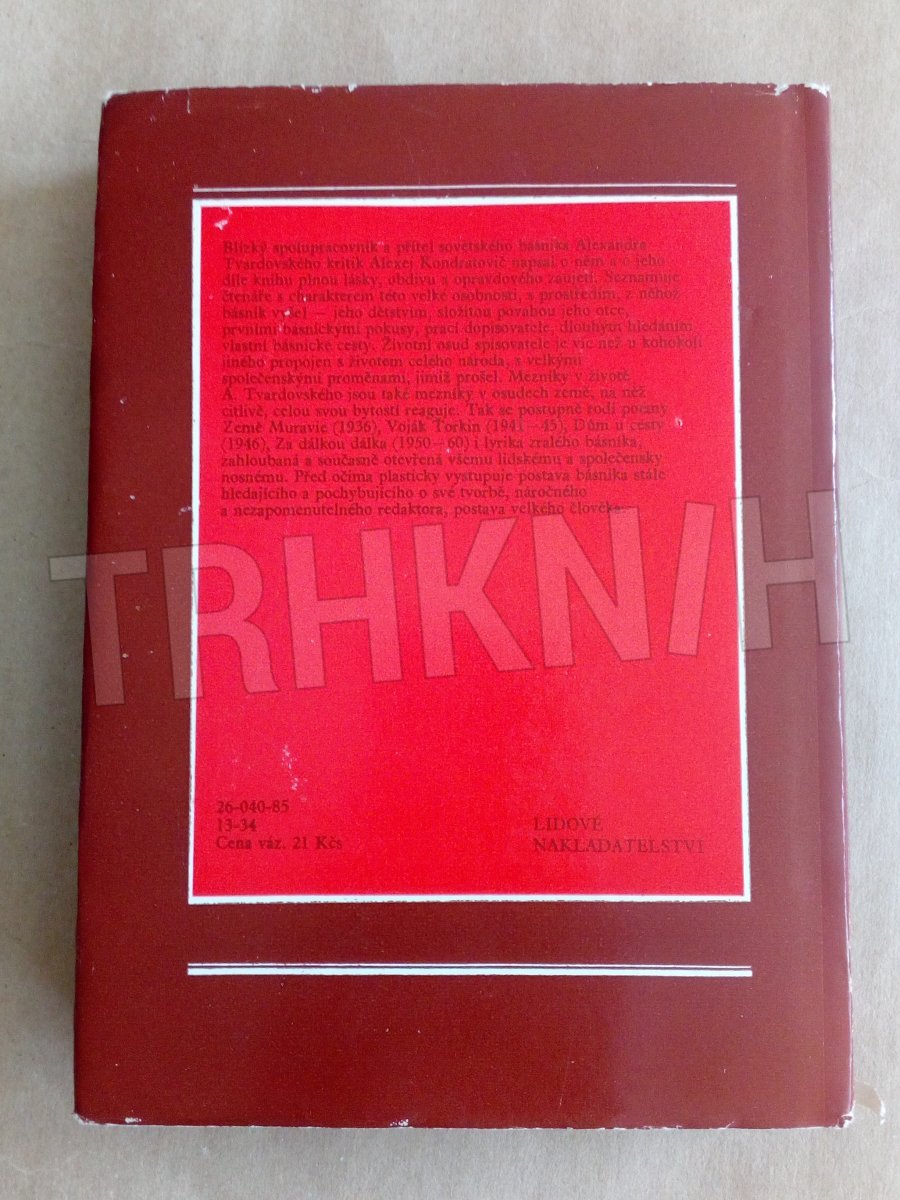 Blízký spolupracovník a přítel sovětského básníka Alexandra
Tvardovského kritik Alexej Kondratovič napsal o něm a o jeho
díle knihu plnou lásky, obdivu a opravdového zaujetí. Seznamuje
čtenáře s charakterem této velké osobnosti, s prostředím, z něhož
básník vyšel — jeho dětstvím, složitou povahou jeho otce,
prvními básnickými pokusy, prací dopisovatele, dlouhým hledáním
vlastní básnické cesty. Životní osud spisovatele je víc než u kohokoli
jiného propojen s životem celého národa, s velkými
společenskými proměnami, jimiž prošel. Mezníky v životě
A. Tvardovského jsou také mezníky v osudech země, na něž
citlivě, celou svou bytostí reaguje. Tak se postupně rodí poémy
Země Muravie (1936), Voják Ťorkin (1941—45), Dům u cesty
(1946), Za dálkou dálka (1950—60) i lyrika zralého básníka,
zahloubaná a současně otevřená všemu lidskému a společensky
nosnému. Před očima plasticky vystupuje postava básníka stále
hledajícího a pochybujícího o své tvorbě, náročného
a nezapomenutelného redaktora, postava velkého člověka.
TRHKNIH
26-040-85
13-34
Cena váz. 21 Kčs
LIDOVÉ
NAKLADATELSTVÍ